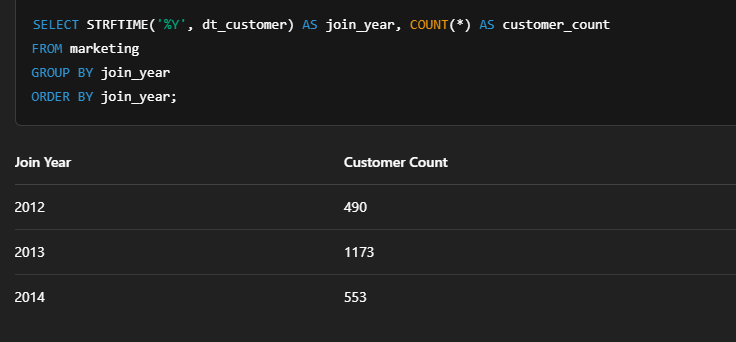 SELECT STRFTIME('%Y', dt_customer) AS join_year, COUNT(*) AS customer_count
FROM marketing
GROUP BY join_year
ORDER BY join_year;
Join Year Customer Count
2012 490
2013 1173
2014 553